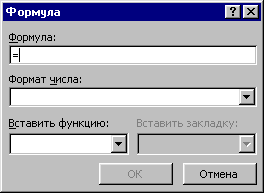 Формула
Формула:
=
Формат числа:
Вставить функцию: Вставить закладку:
ОК Отмена